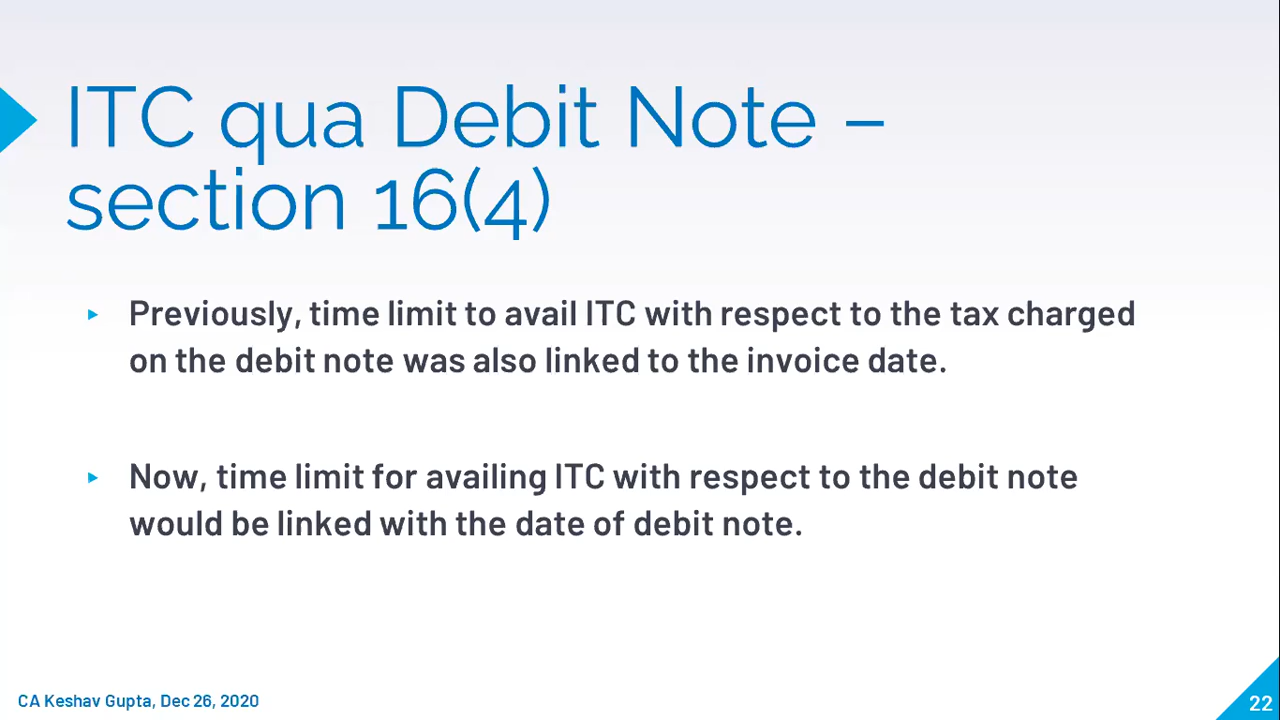 ITC qua Debit Note –
section 16(4)
Previously, time limit to avail ITC with respect to the tax charged
on the debit note was also linked to the invoice date.
Now, time limit for availing ITC with respect to the debit note
would be linked with the date of debit note.
CA Keshav Gupta, Dec 26, 2020
22